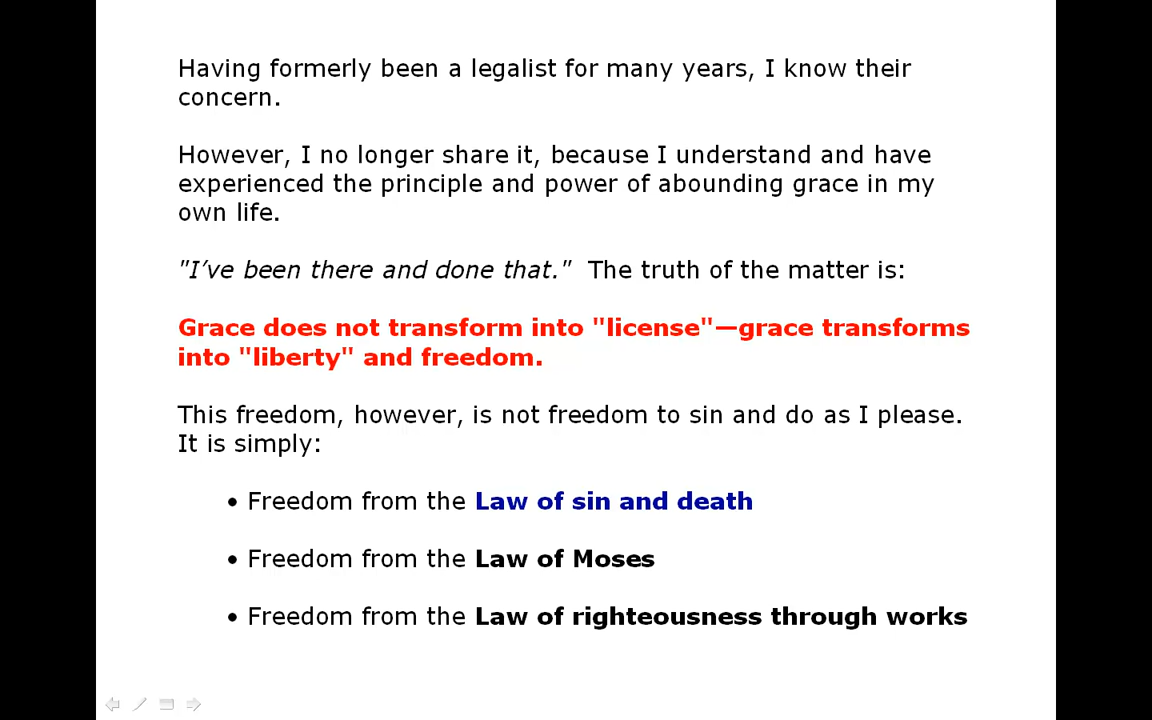 Having formerly been a legalist for many years, I know their
concern.
However, I no longer share it, because I understand and have
experienced the principle and power of abounding grace in my
own life.
"I’ve been there and done that." The truth of the matter is:
Grace does not transform into "license"—grace transforms
into "liberty" and freedom.
This freedom, however, is not freedom to sin and do as I please.
It is simply:
• Freedom from the Law of sin and death
• Freedom from the Law of Moses
• Freedom from the Law of righteousness through works